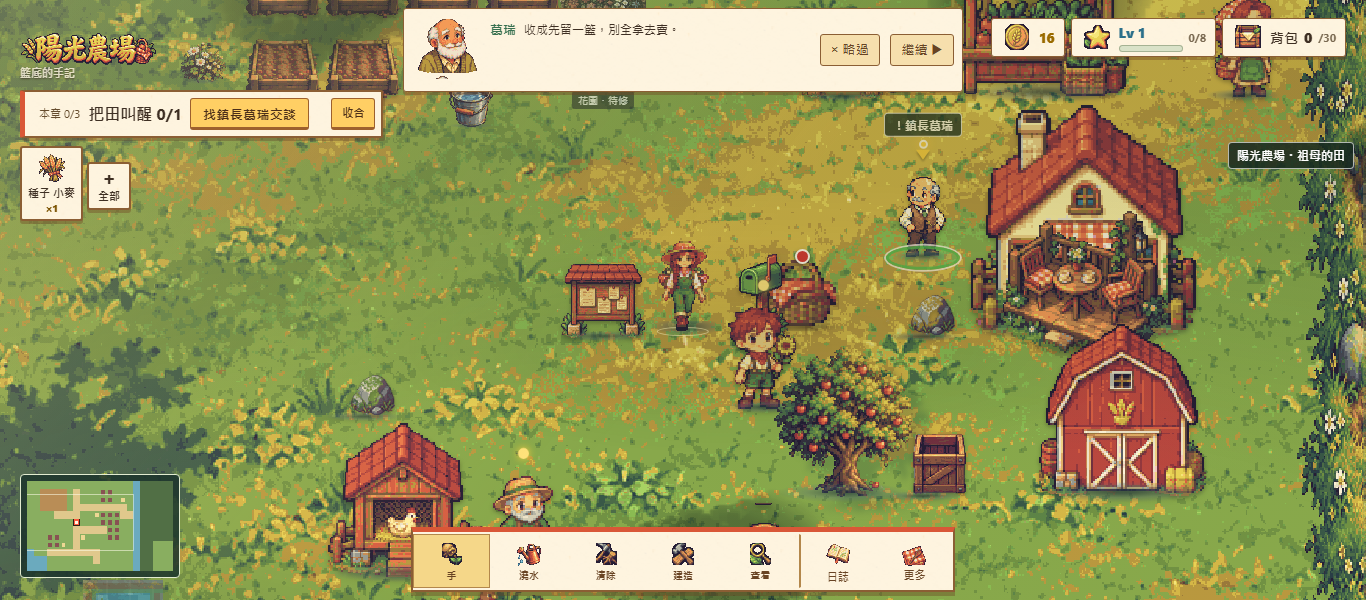 陽光農場
籃底的手記
本章 0/3 把田叫醒 0/1 找鎮長葛瑞交談 收合
種子 小麥
×1
+
全部
葛瑞 收成先留一籃，別全拿去賣。
× 略過 繼續 ▶
16
Lv 1 0/8
背包 0 /30
花圃・待修
! 鎮長葛瑞
陽光農場・祖母的田
手 澆水 清除 建造 查看 日誌 更多